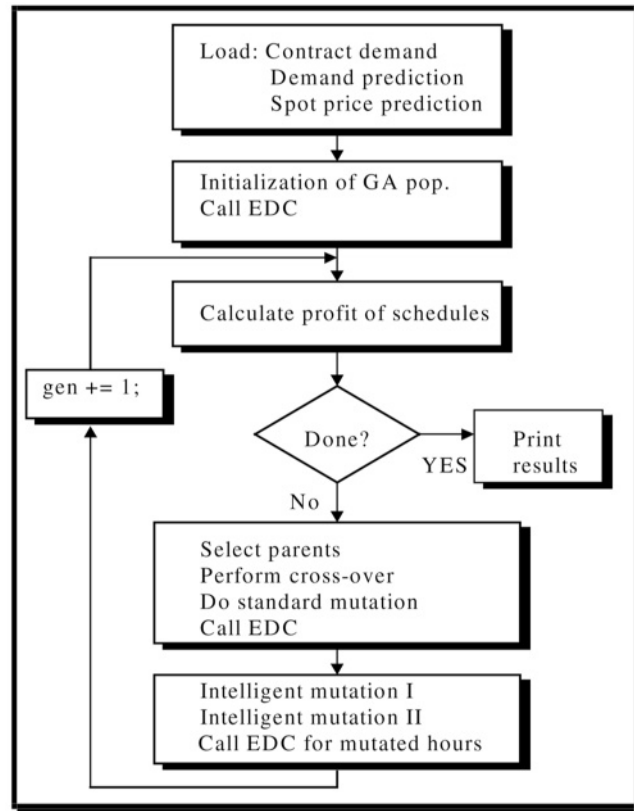 Load: Contract demand
Demand prediction
Spot price prediction
Initialization of GA pop.
Call EDC
Calculate profit of schedules
gen += 1;
Done?
YES
Print
results
No
Select parents
Perform cross-over
Do standard mutation
Call EDC
Intelligent mutation I
Intelligent mutation II
Call EDC for mutated hours